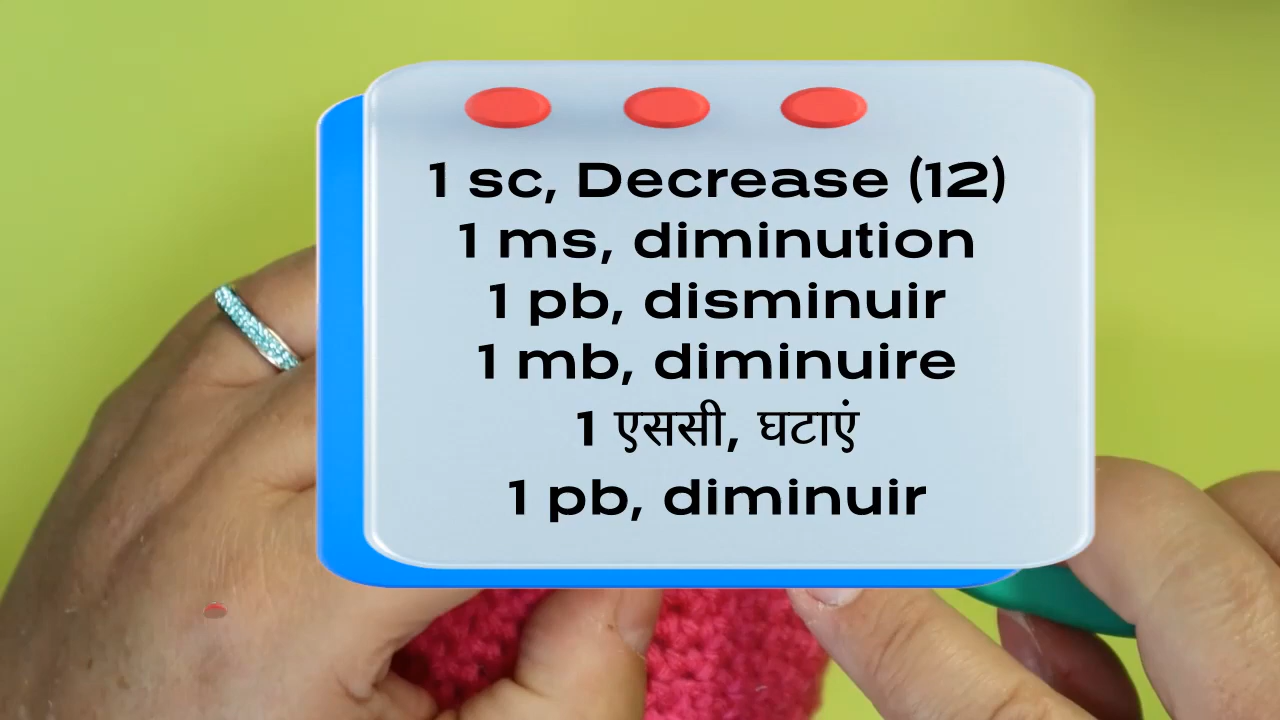 1 sc, Decrease (12)
1 ms, diminution
1 pb, disminuir
1 mb, diminuire
1 एससी, घटाएं
1 pb, diminuir